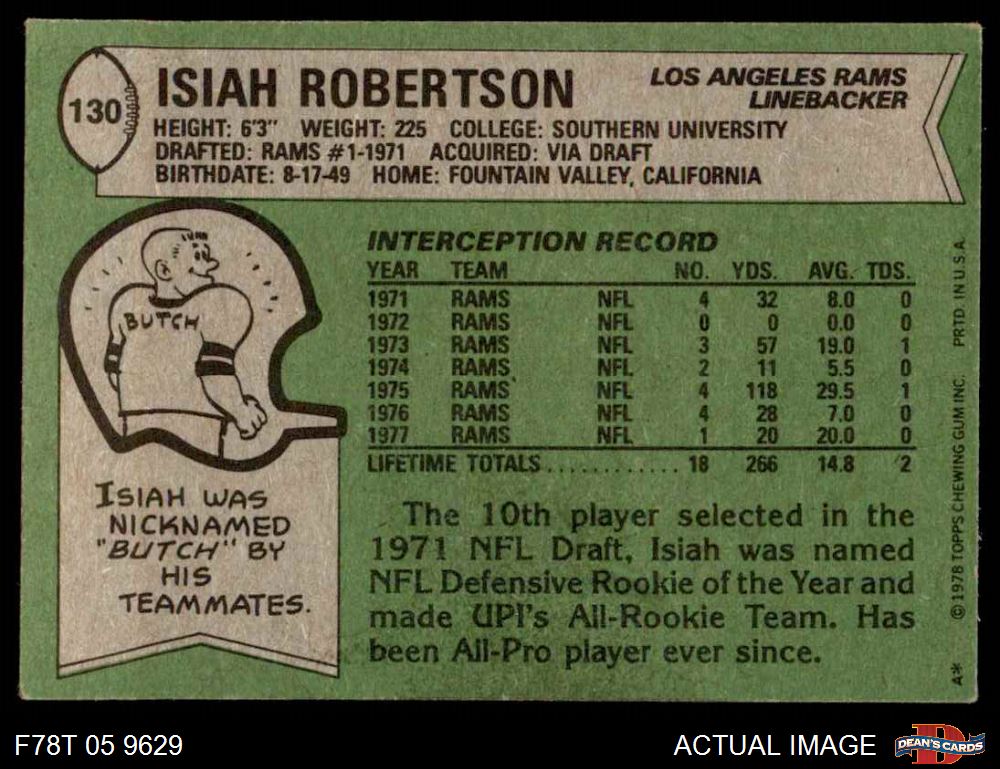 130
ISIAH ROBERTSON
LOS ANGELES RAMS
LINEBACKER
HEIGHT: 6'3" WEIGHT: 225 COLLEGE: SOUTHERN UNIVERSITY
DRAFTED: RAMS #1-1971 ACQUIRED: VIA DRAFT
BIRTHDATE: 8-17-49 HOME: FOUNTAIN VALLEY, CALIFORNIA
BUTCH
ISIAH WAS
NICKNAMED
"BUTCH" BY
HIS
TEAMMATES.
INTERCEPTION RECORD
YEAR TEAM NO. YDS. AVG. TDS.
1971 RAMS NFL 4 32 8.0 0
1972 RAMS NFL 0 0 0.0 0
1973 RAMS NFL 3 57 19.0 1
1974 RAMS NFL 2 11 5.5 0
1975 RAMS NFL 4 118 29.5 1
1976 RAMS NFL 4 28 7.0 0
1977 RAMS NFL 1 20 20.0 0
LIFETIME TOTALS............ 18 266 14.8 2
The 10th player selected in the
1971 NFL Draft, Isiah was named
NFL Defensive Rookie of the Year and
made UPI's All-Rookie Team. Has
been All-Pro player ever since.
A* © 1978 TOPPS CHEWING GUM INC. PRTD. IN U.S.A.
F78T 05 9629
ACTUAL IMAGE
D
DEAN'S CARDS